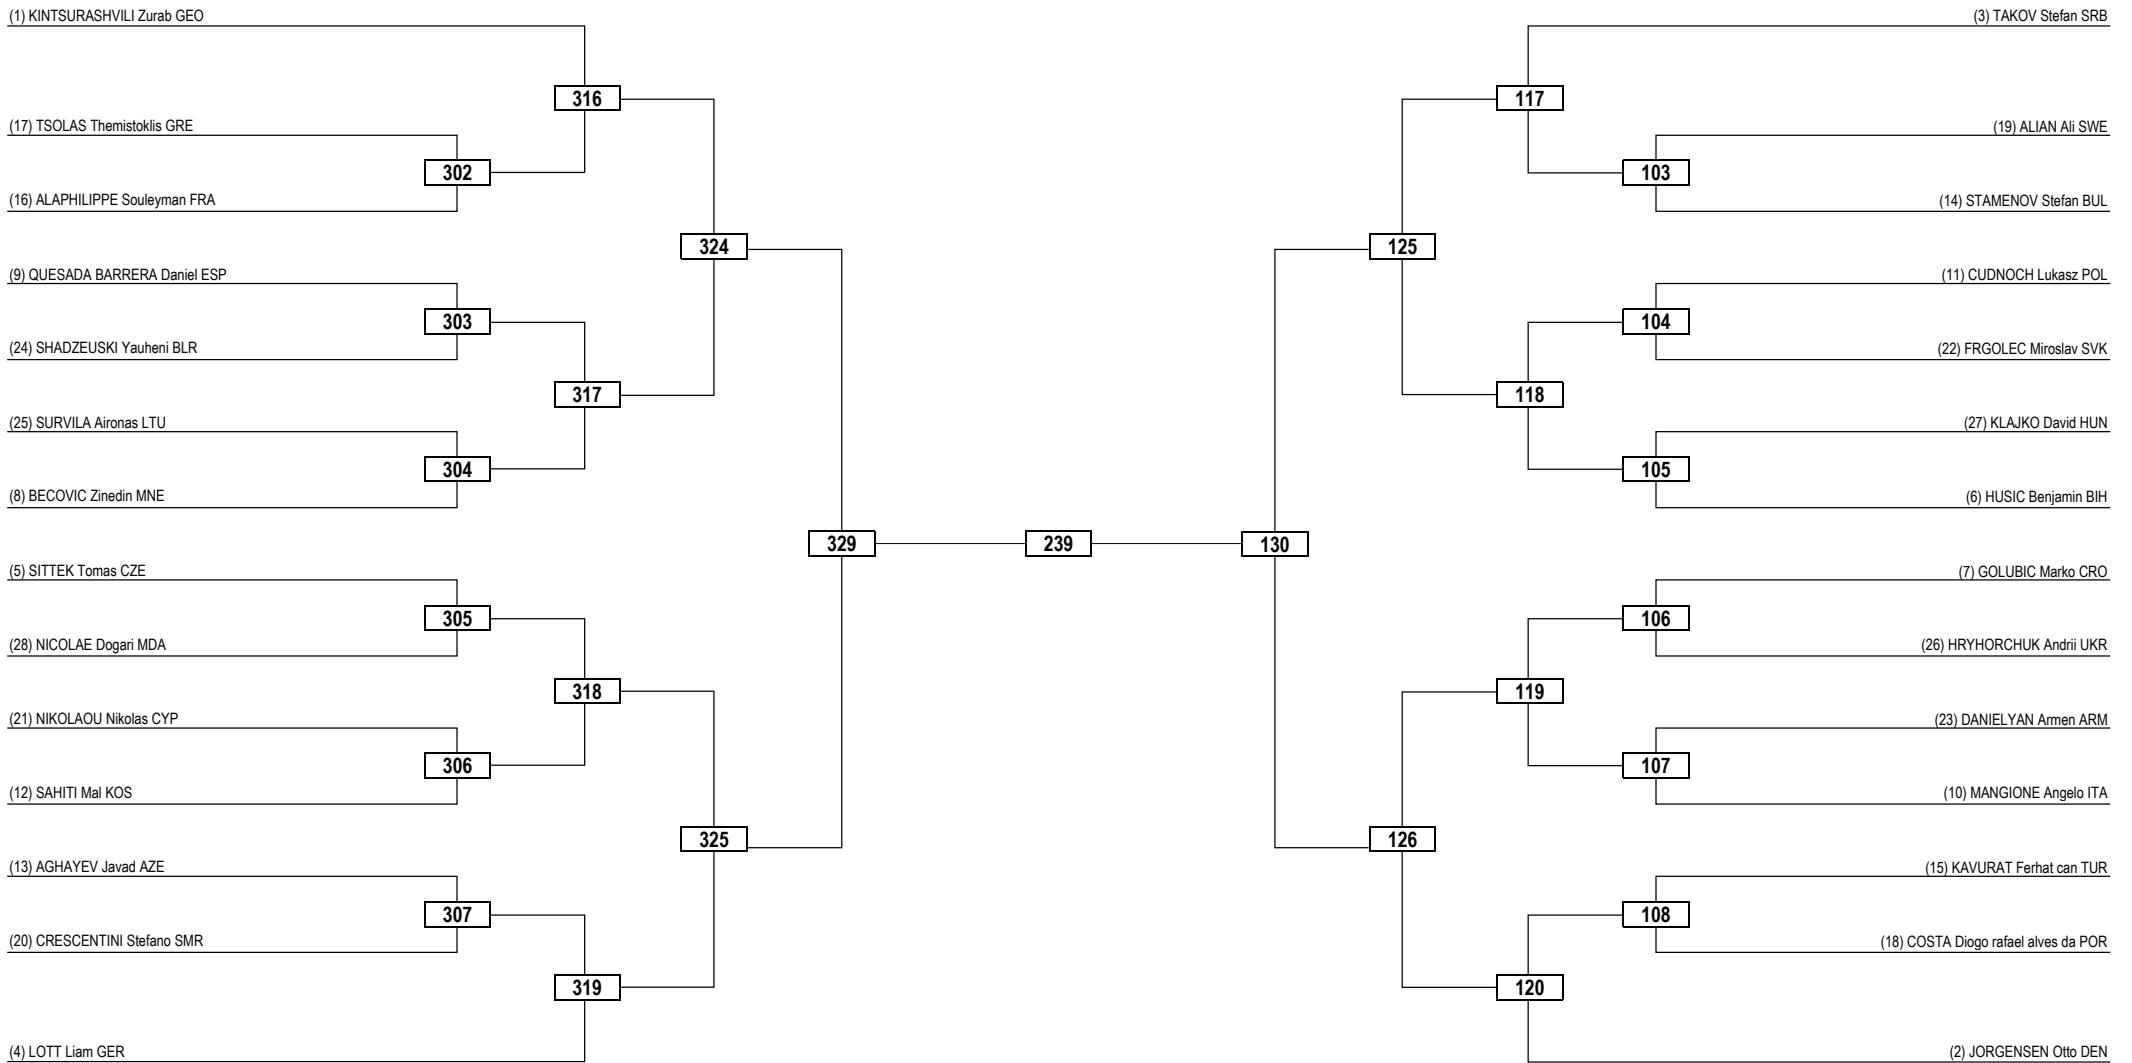 (1) KINTSURASHVILI Zurab GEO
316
(17) TSOLAS Themistoklis GRE
302
(16) ALAPHILIPPE Souleyman FRA
324
(9) QUESADA BARRERA Daniel ESP
303
(24) SHADZEUSKI Yauheni BLR
317
(25) SURVILA Aironas LTU
304
(8) BECOVIC Zinedin MNE
329
(5) SITTEK Tomas CZE
305
(28) NICOLAE Dogari MDA
318
(21) NIKOLAOU Nikolas CYP
306
(12) SAHITI Mal KOS
325
(13) AGHAYEV Javad AZE
307
(20) CRESCENTINI Stefano SMR
319
(4) LOTT Liam GER
239
(3) TAKOV Stefan SRB
117
(19) ALIAN Ali SWE
103
(14) STAMENOV Stefan BUL
125
(11) CUDNOCH Lukasz POL
104
(22) FRGOLEC Miroslav SVK
118
(27) KLAJKO David HUN
105
(6) HUSIC Benjamin BIH
130
(7) GOLUBIC Marko CRO
106
(26) HRYHORCHUK Andrii UKR
119
(23) DANIELYAN Armen ARM
107
(10) MANGIONE Angelo ITA
126
(15) KAVURAT Ferhat can TUR
108
(18) COSTA Diogo rafael alves da POR
120
(2) JORGENSEN Otto DEN